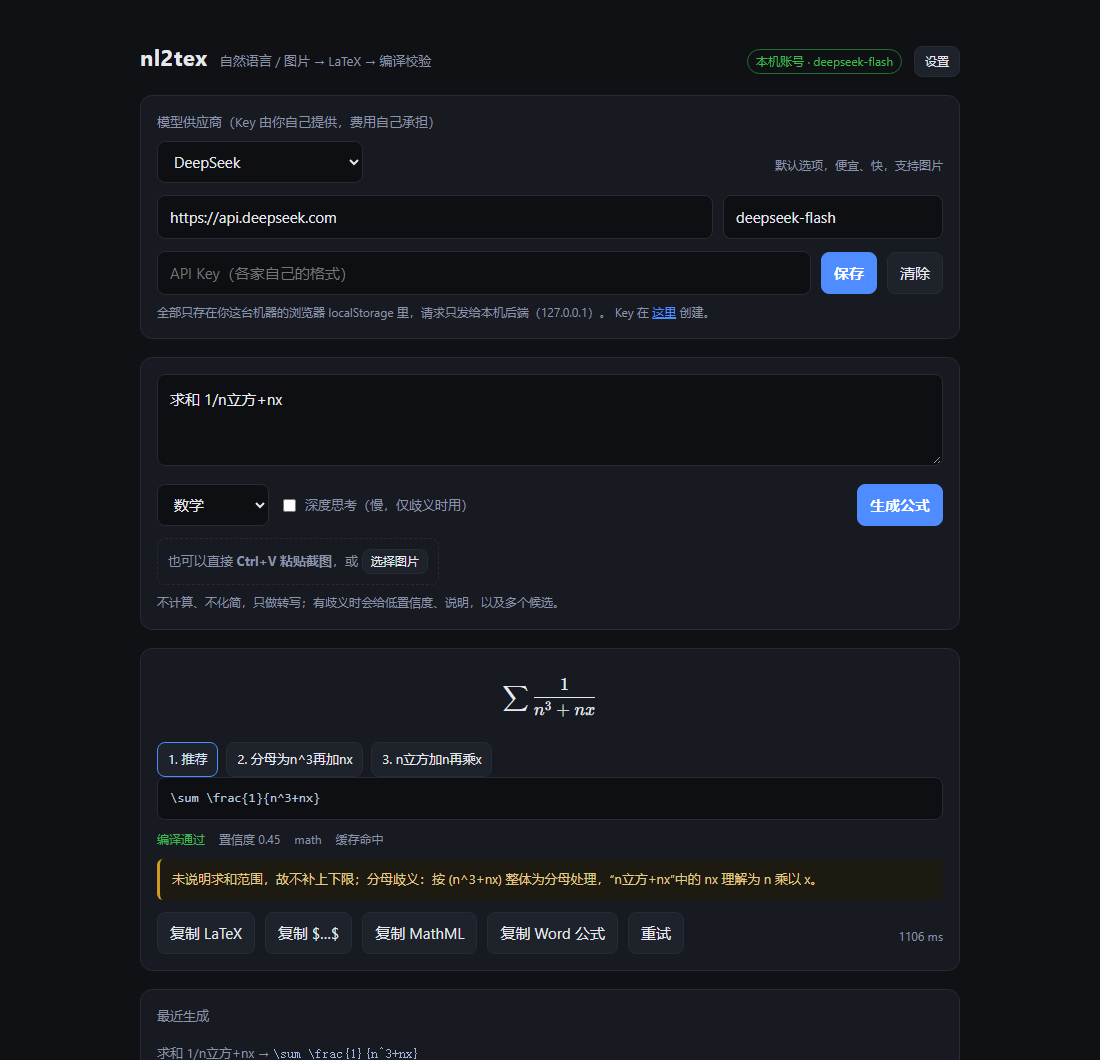 nl2tex 自然语言 / 图片 → LaTeX → 编译校验 本机账号 · deepseek-flash 设置
模型供应商（Key 由你自己提供，费用自己承担）
DeepSeek 默认选项，便宜、快，支持图片
https://api.deepseek.com deepseek-flash
API Key（各家自己的格式） 保存 清除
全部只存在你这台机器的浏览器 localStorage 里，请求只发给本机后端（127.0.0.1）。 Key 在 这里 创建。
求和 1/n立方+nx
数学 深度思考（慢，仅歧义时用） 生成公式
也可以直接 Ctrl+V 粘贴截图，或 选择图片
不计算、不化简，只做转写；有歧义时会给低置信度、说明，以及多个候选。
∑ 1/(n³ + nx)
1. 推荐 2. 分母为n^3再加nx 3. n立方加n再乘x
\sum \frac{1}{n^3+nx}
编译通过 置信度 0.45 math 缓存命中
未说明求和范围，故不补上下限；分母歧义：按 (n^3+nx) 整体为分母处理，“n立方+nx”中的 nx 理解为 n 乘以 x。
复制 LaTeX 复制 $...$ 复制 MathML 复制 Word 公式 重试 1106 ms
最近生成
求和 1/n立方+nx → \sum \frac{1}{n^3+nx}